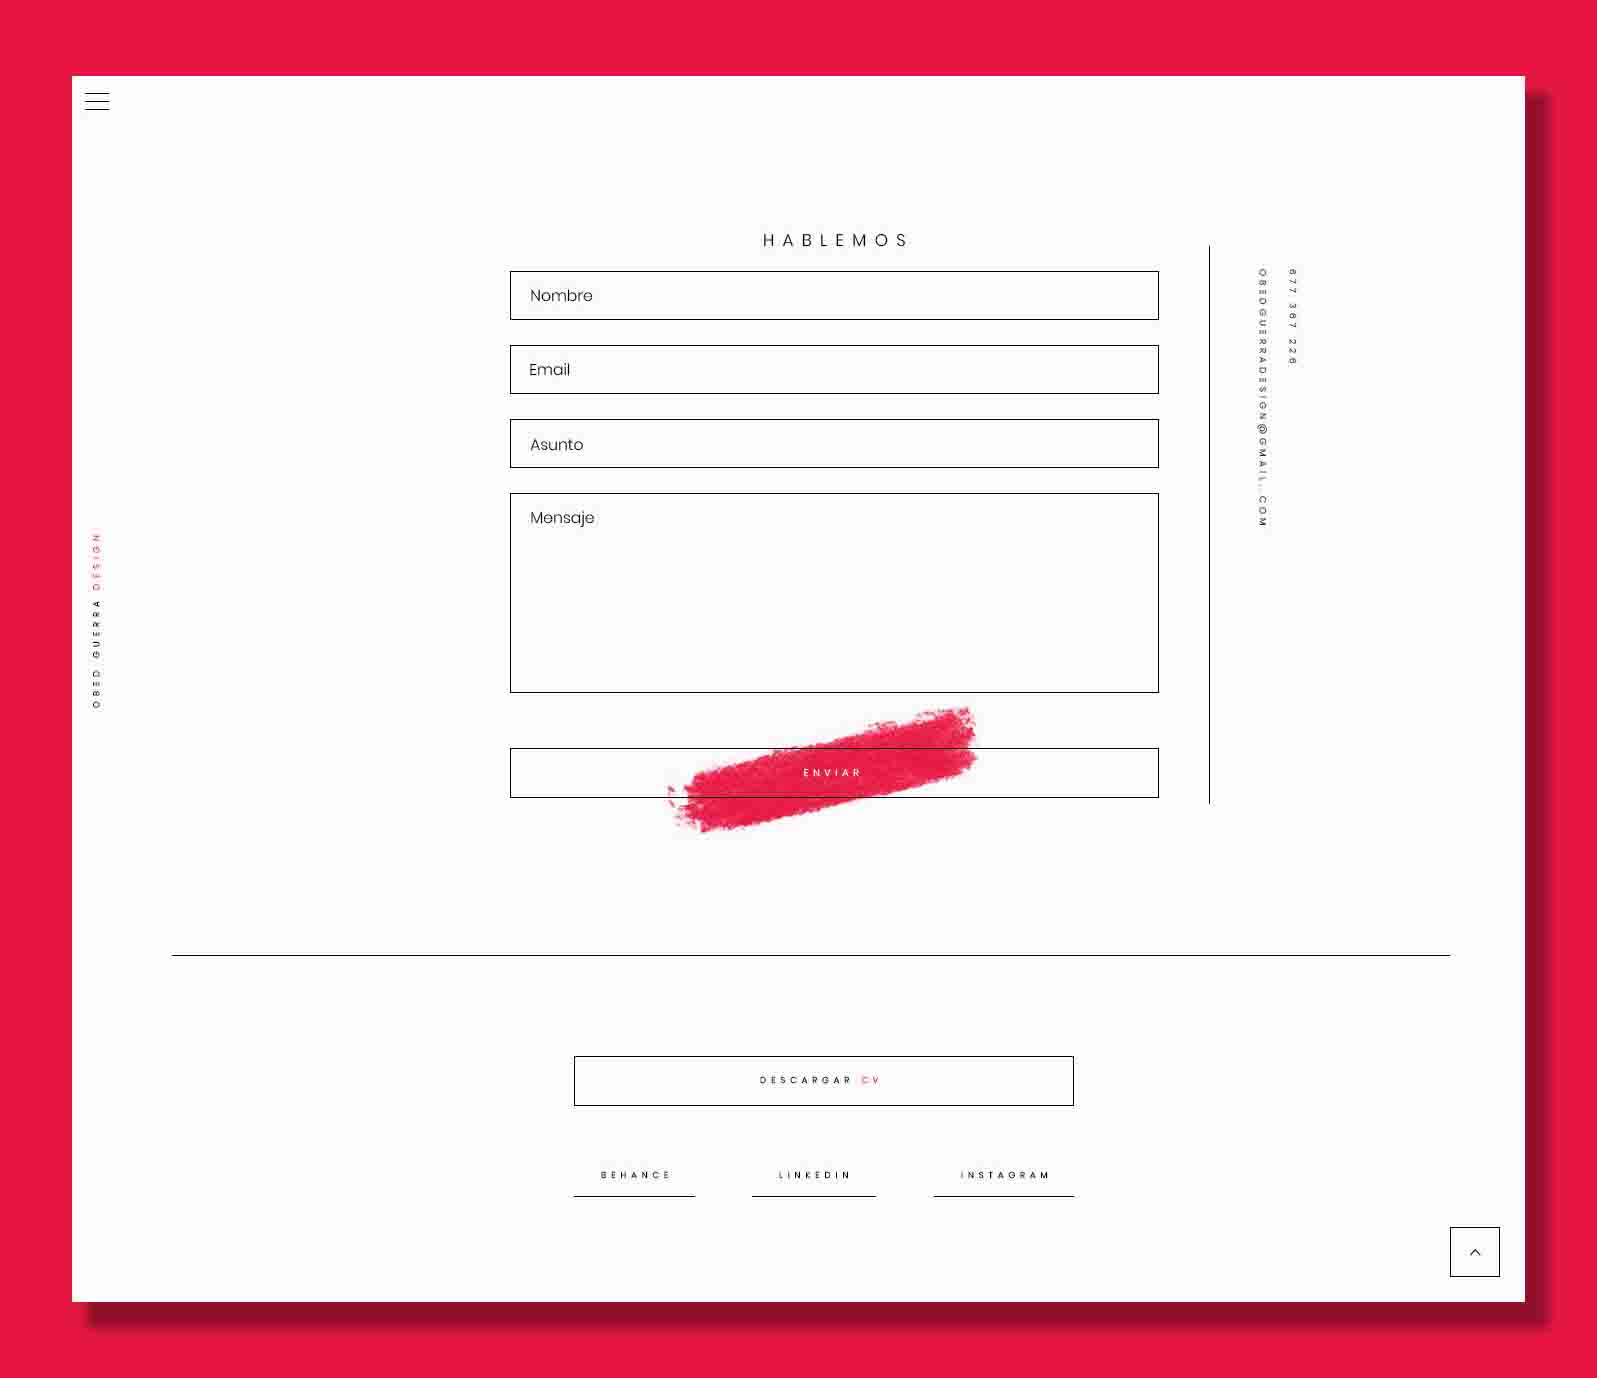 HABLEMOS
Nombre
Email
Asunto
Mensaje
ENVIAR
677 367 226
OBEDGUERRADESIGN@GMAIL.COM
OBED GUERRA DESIGN
DESCARGAR CV
BEHANCE
LINKEDIN
INSTAGRAM